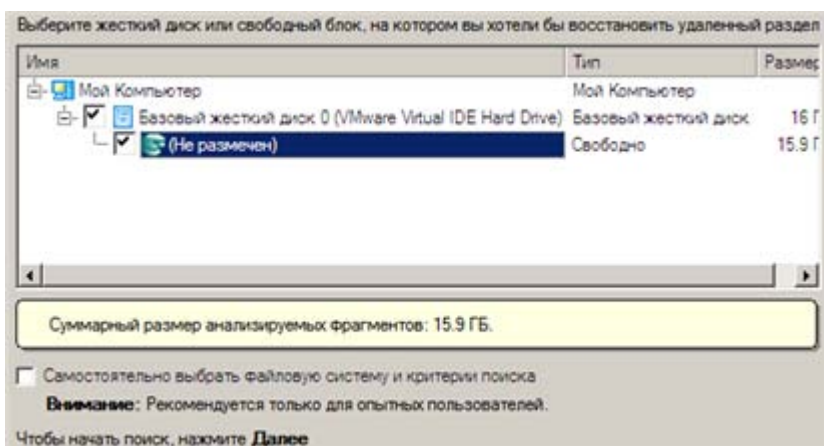 Выберите жесткий диск или свободный блок, на котором вы хотели бы восстановить удаленный раздел
Имя Тип Размер
Мой Компьютер Мой Компьютер
Базовый жесткий диск 0 (VMware Virtual IDE Hard Drive) Базовый жесткий диск 16 Г
(Не размечен) Свободно 15.9 Г
Суммарный размер анализируемых фрагментов: 15.9 ГБ.
Самостоятельно выбрать файловую систему и критерии поиска
Внимание: Рекомендуется только для опытных пользователей.
Чтобы начать поиск, нажмите Далее